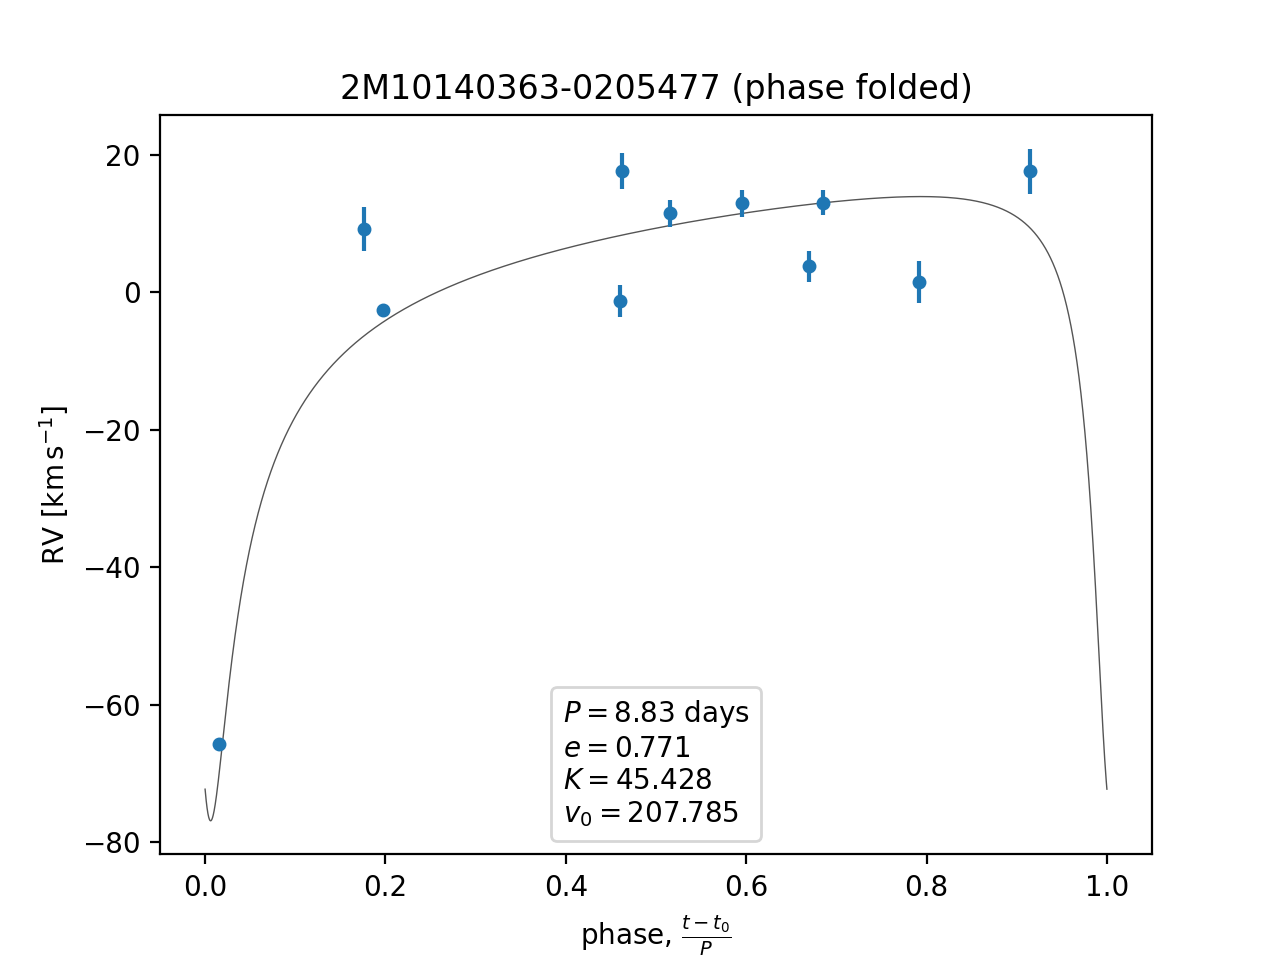 2M10140363-0205477 (phase folded)
RV [km s⁻¹]
20
0
−20
−40
−60
−80
P = 8.83 days
e = 0.771
K = 45.428
v₀ = 207.785
0.0 0.2 0.4 0.6 0.8 1.0
phase, (t − t₀)/P